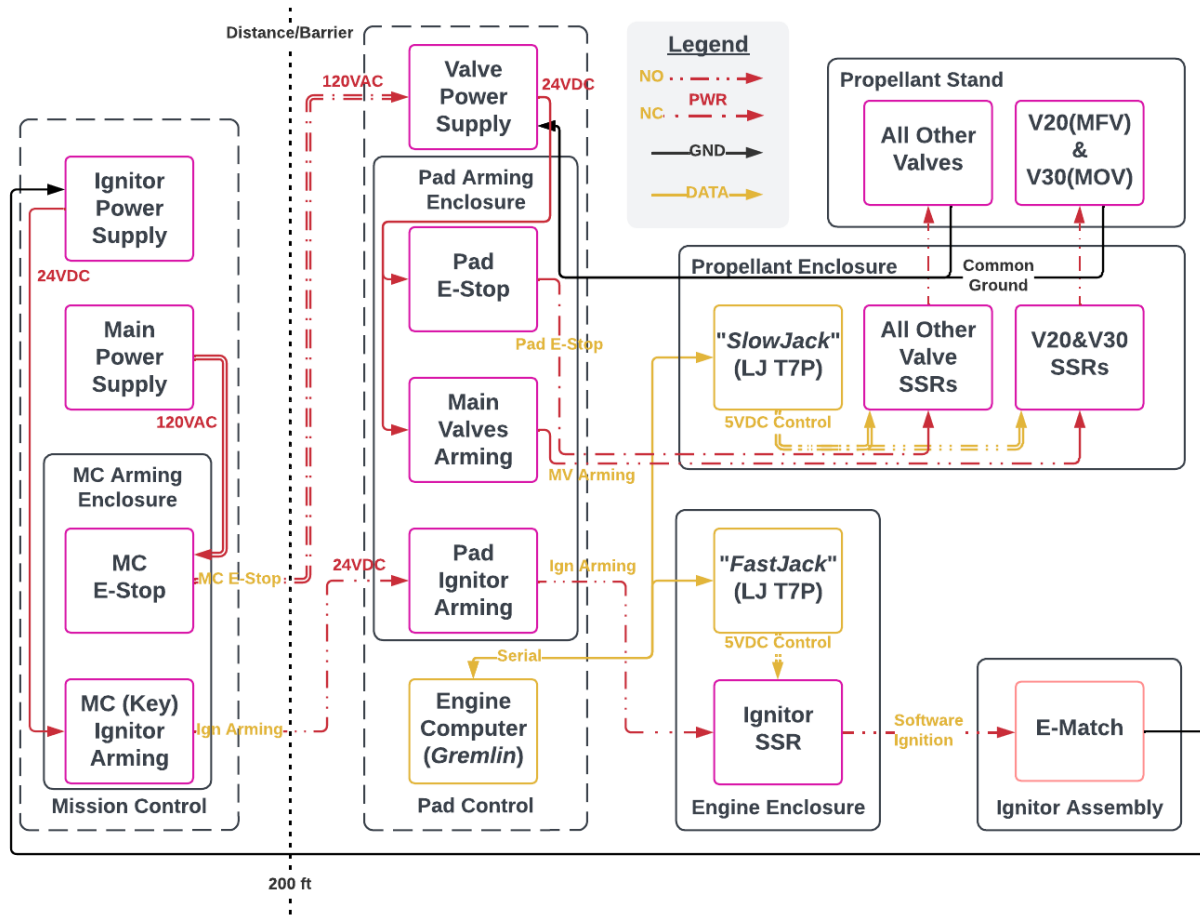 Distance/Barrier
Legend
NO
PWR
NC
GND
DATA
120VAC
Valve
Power
Supply
24VDC
Propellant Stand
All Other
Valves
V20(MFV)
&
V30(MOV)
Ignitor
Power
Supply
24VDC
Pad Arming
Enclosure
Pad
E-Stop
Pad E-Stop
Propellant Enclosure
Common
Ground
Main
Power
Supply
120VAC
"SlowJack"
(LJ T7P)
5VDC Control
All Other
Valve
SSRs
V20&V30
SSRs
Main
Valves
Arming
MV Arming
MC Arming
Enclosure
MC
E-Stop
MC E-Stop
24VDC
Pad
Ignitor
Arming
Ign Arming
"FastJack"
(LJ T7P)
5VDC Control
Serial
MC (Key)
Ignitor
Arming
Ign Arming
Mission Control
Engine
Computer
(Gremlin)
Pad Control
Ignitor
SSR
Engine Enclosure
Software
Ignition
E-Match
Ignitor Assembly
200 ft